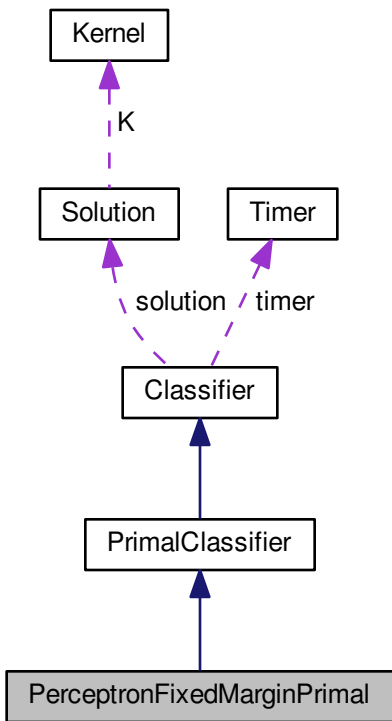 Kernel
K
Solution
Timer
solution
timer
Classifier
PrimalClassifier
PerceptronFixedMarginPrimal